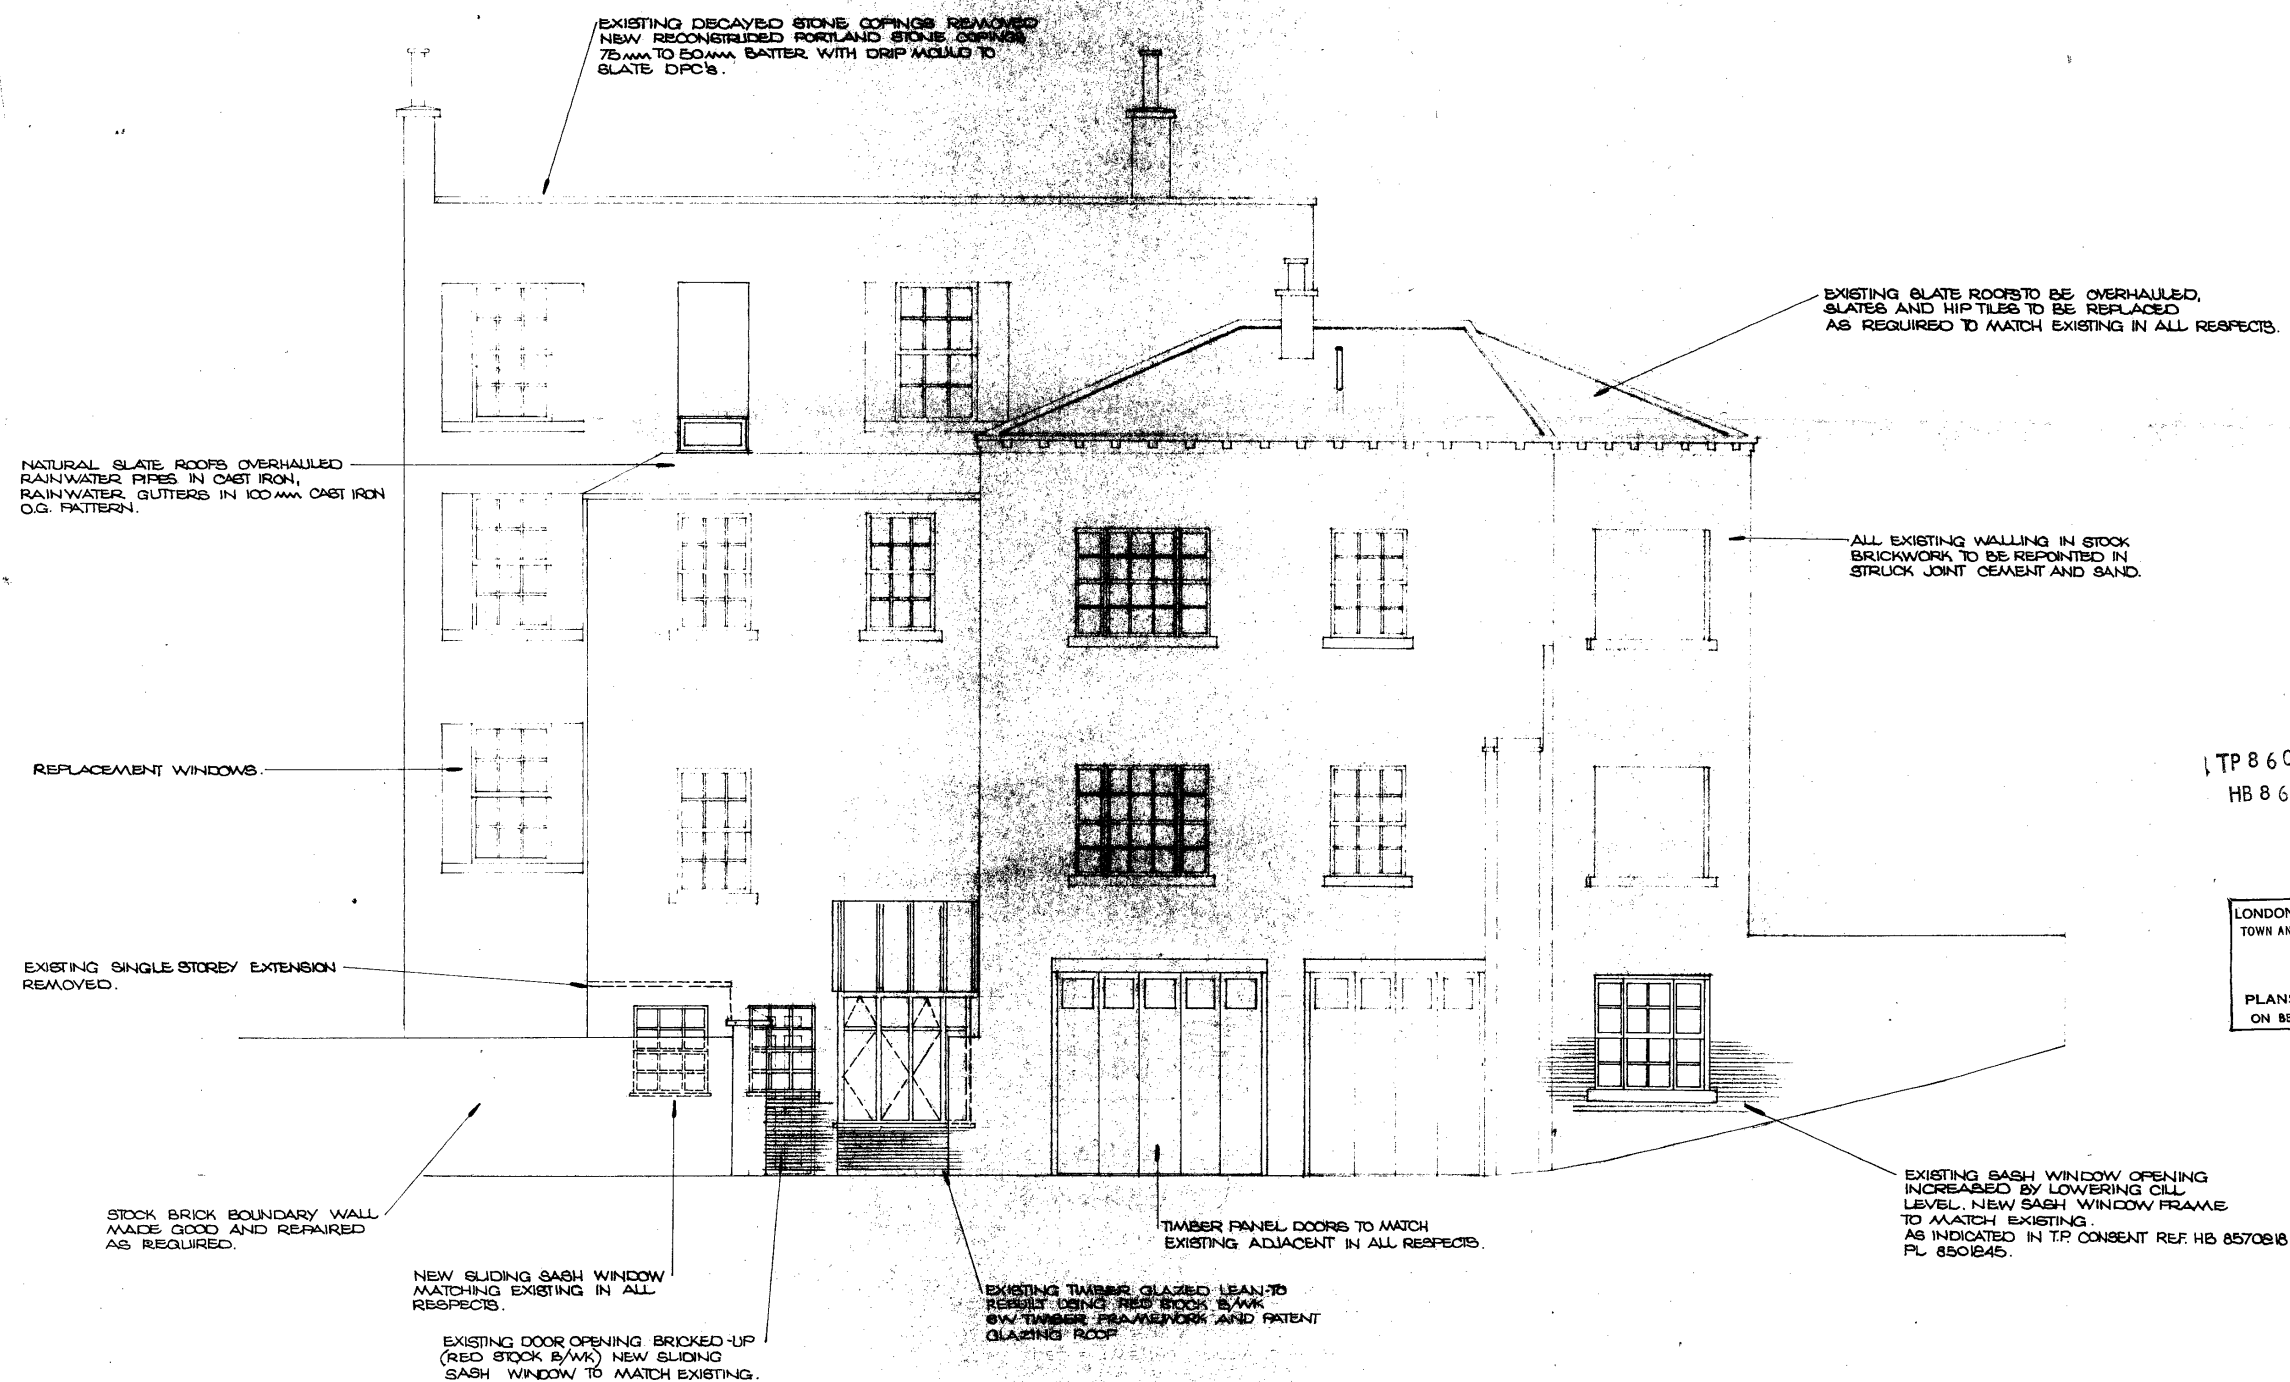 EXISTING DECAYED STONE COPINGS REMOVED
NEW RECONSTRUDED PORTLAND STONE COPINGS
75mm TO 50mm BATTER WITH DRIP MOULD TO
SLATE DPC's.
EXISTING SLATE ROOFS TO BE OVERHAULED,
SLATES AND HIP TILES TO BE REPLACED
AS REQUIRED TO MATCH EXISTING IN ALL RESPECTS.
NATURAL SLATE ROOFS OVERHAULED
RAINWATER PIPES IN CAST IRON,
RAINWATER GUTTERS IN 100mm CAST IRON
O.G. PATTERN.
ALL EXISTING WALLING IN STOCK
BRICKWORK TO BE REPOINTED IN
STRUCK JOINT CEMENT AND SAND.
REPLACEMENT WINDOWS.
TP 860
HB 86
LONDON
TOWN AN
PLANS
ON BE
EXISTING SINGLE STOREY EXTENSION
REMOVED.
STOCK BRICK BOUNDARY WALL
MADE GOOD AND REPAIRED
AS REQUIRED.
NEW SLIDING SASH WINDOW
MATCHING EXISTING IN ALL
RESPECTS.
EXISTING DOOR OPENING BRICKED-UP
(RED STOCK B/WK) NEW SLIDING
SASH WINDOW TO MATCH EXISTING.
EXISTING TIMBER GLAZED LEAN-TO
REBUILT USING RED STOCK B/WK
SW TIMBER FRAMEWORK AND PATENT
GLAZING ROOF
TIMBER PANEL DOORS TO MATCH
EXISTING ADJACENT IN ALL RESPECTS.
EXISTING SASH WINDOW OPENING
INCREASED BY LOWERING CILL
LEVEL. NEW SASH WINDOW FRAME
TO MATCH EXISTING.
AS INDICATED IN T.P. CONSENT REF. HB 8570818
PL 8501845.